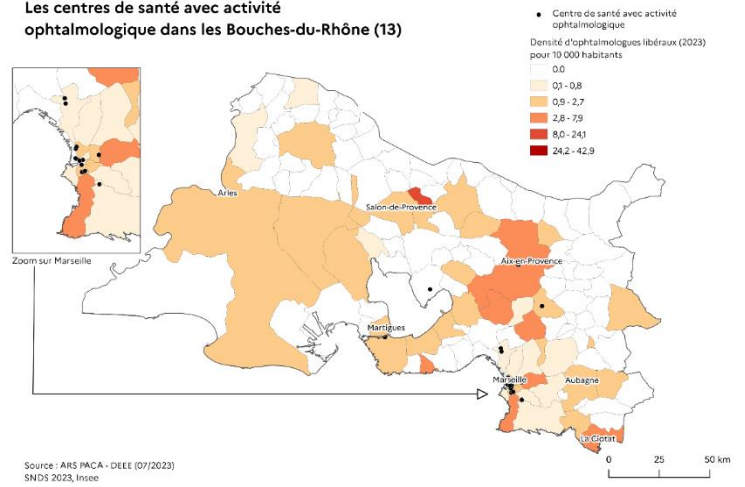 Les centres de santé avec activité
ophtalmologique dans les Bouches-du-Rhône (13)
Centre de santé avec activité
ophtalmologique
Densité d'ophtalmologues libéraux (2023)
pour 10 000 habitants
0.0
0,1 - 0,8
0,9 - 2,7
2,8 - 7,9
8,0 - 24,1
24,2 - 42,9
Arles
Salon-de-Provence
Zoom sur Marseille
Aix-en-Provence
Martigues
Marseille
Aubagne
La Ciotat
Source : ARS PACA - DEEE (07/2023)
SNDS 2023, Insee
0 25 50 km